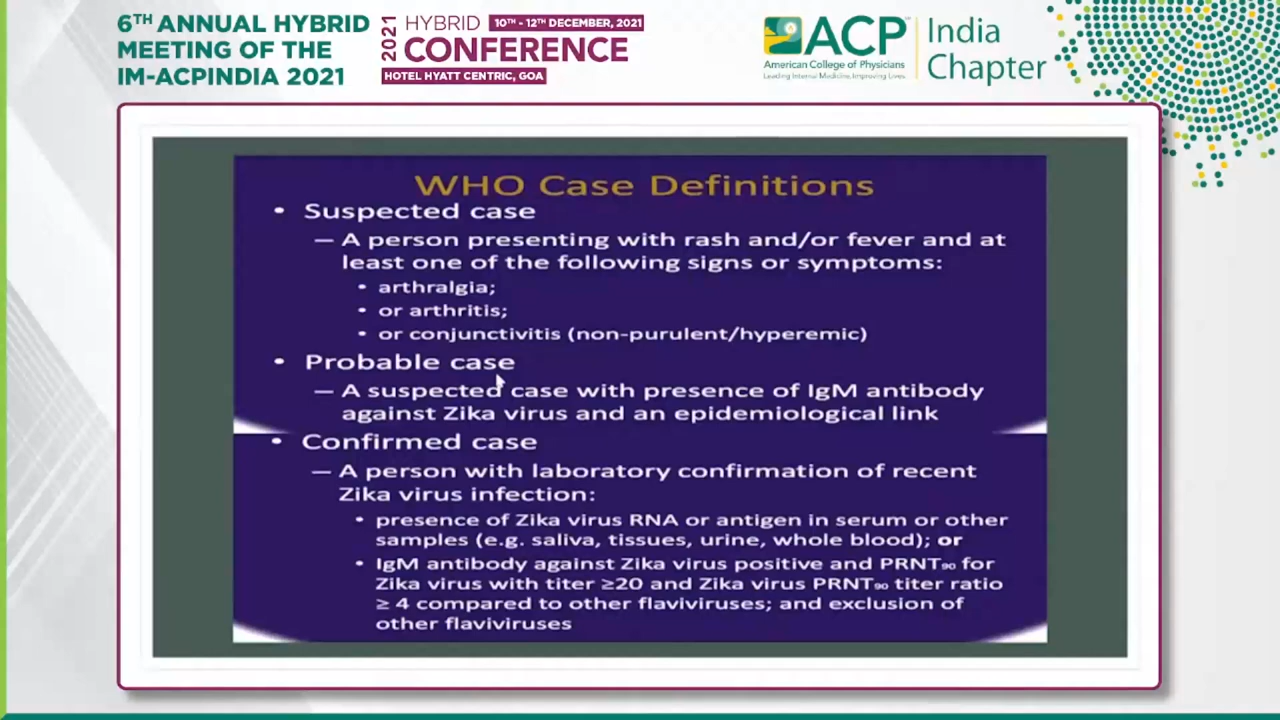 6TH ANNUAL HYBRID
MEETING OF THE
IM-ACPINDIA 2021
2021
HYBRID 10TH - 12TH DECEMBER, 2021
CONFERENCE
HOTEL HYATT CENTRIC, GOA
ACP
American College of Physicians
Leading Internal Medicine, Improving Lives
India
Chapter
WHO Case Definitions
• Suspected case
— A person presenting with rash and/or fever and at
least one of the following signs or symptoms:
• arthralgia;
• or arthritis;
• or conjunctivitis (non-purulent/hyperemic)
• Probable case
— A suspected case with presence of IgM antibody
against Zika virus and an epidemiological link
• Confirmed case
— A person with laboratory confirmation of recent
Zika virus infection:
• presence of Zika virus RNA or antigen in serum or other
samples (e.g. saliva, tissues, urine, whole blood); or
• IgM antibody against Zika virus positive and PRNT₉₀ for
Zika virus with titer ≥20 and Zika virus PRNT₉₀ titer ratio
≥ 4 compared to other flaviviruses; and exclusion of
other flaviviruses